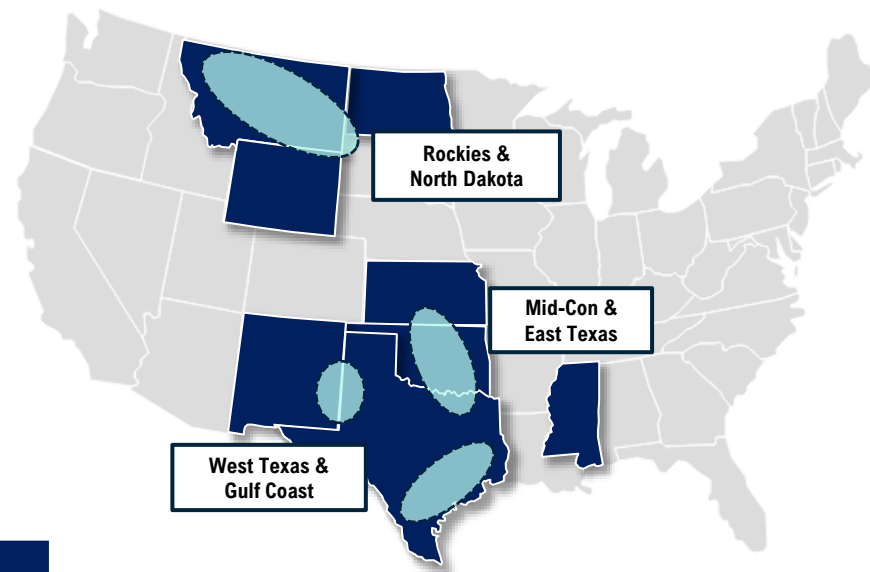 Rockies &
North Dakota
Mid-Con &
East Texas
West Texas &
Gulf Coast